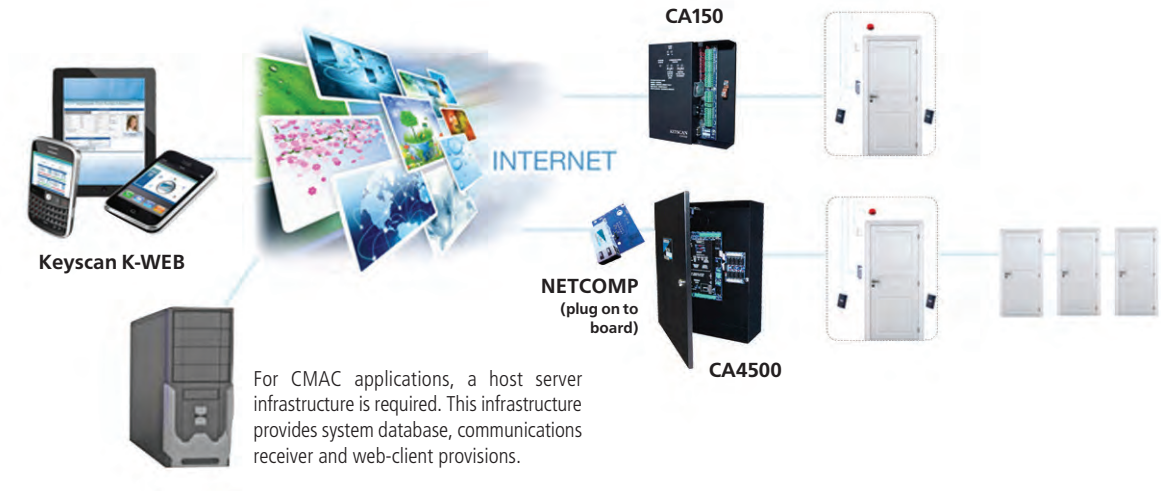 CA150
INTERNET
Keyscan K-WEB
NETCOMP
(plug on to
board)
CA4500
For CMAC applications, a host server
infrastructure is required. This infrastructure
provides system database, communications
receiver and web-client provisions.